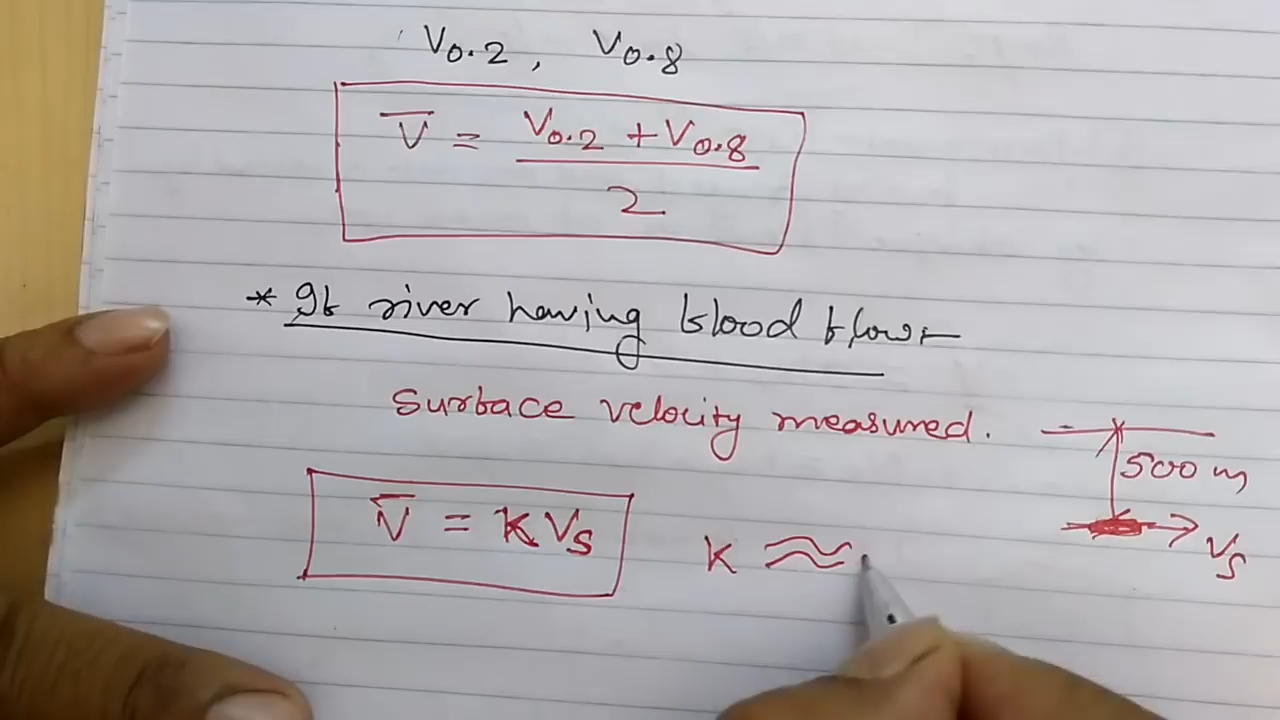 V0.2, V0.8
V̅ = (V0.2 + V0.8) / 2
* If river having flood flow:-
Surface velocity measured.
500 m
V̅ = K Vs
K ≈
Vs